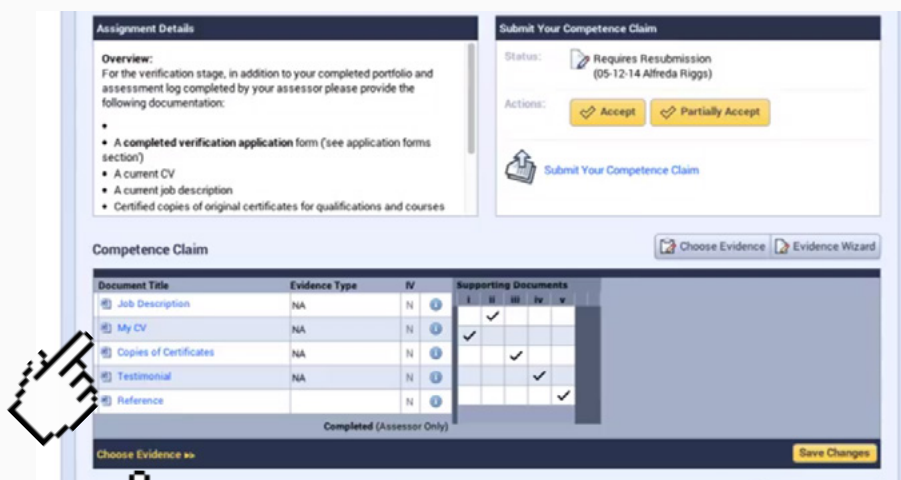 Assignment Details
Overview:
For the verification stage, in addition to your completed portfolio and
assessment log completed by your assessor please provide the
following documentation:
•
• A completed verification application form ('see application forms
section')
• A current CV
• A current job description
• Certified copies of original certificates for qualifications and courses
Submit Your Competence Claim
Status: Requires Resubmission
(05-12-14 Alfreda Riggs)
Actions: Accept Partially Accept
Submit Your Competence Claim
Competence Claim
Choose Evidence Evidence Wizard
Document Title Evidence Type IV Supporting Documents
i ii iii iv v
Job Description NA N
My CV NA N
Copies of Certificates NA N
Testimonial NA N
Reference N
Completed (Assessor Only)
Choose Evidence
Save Changes